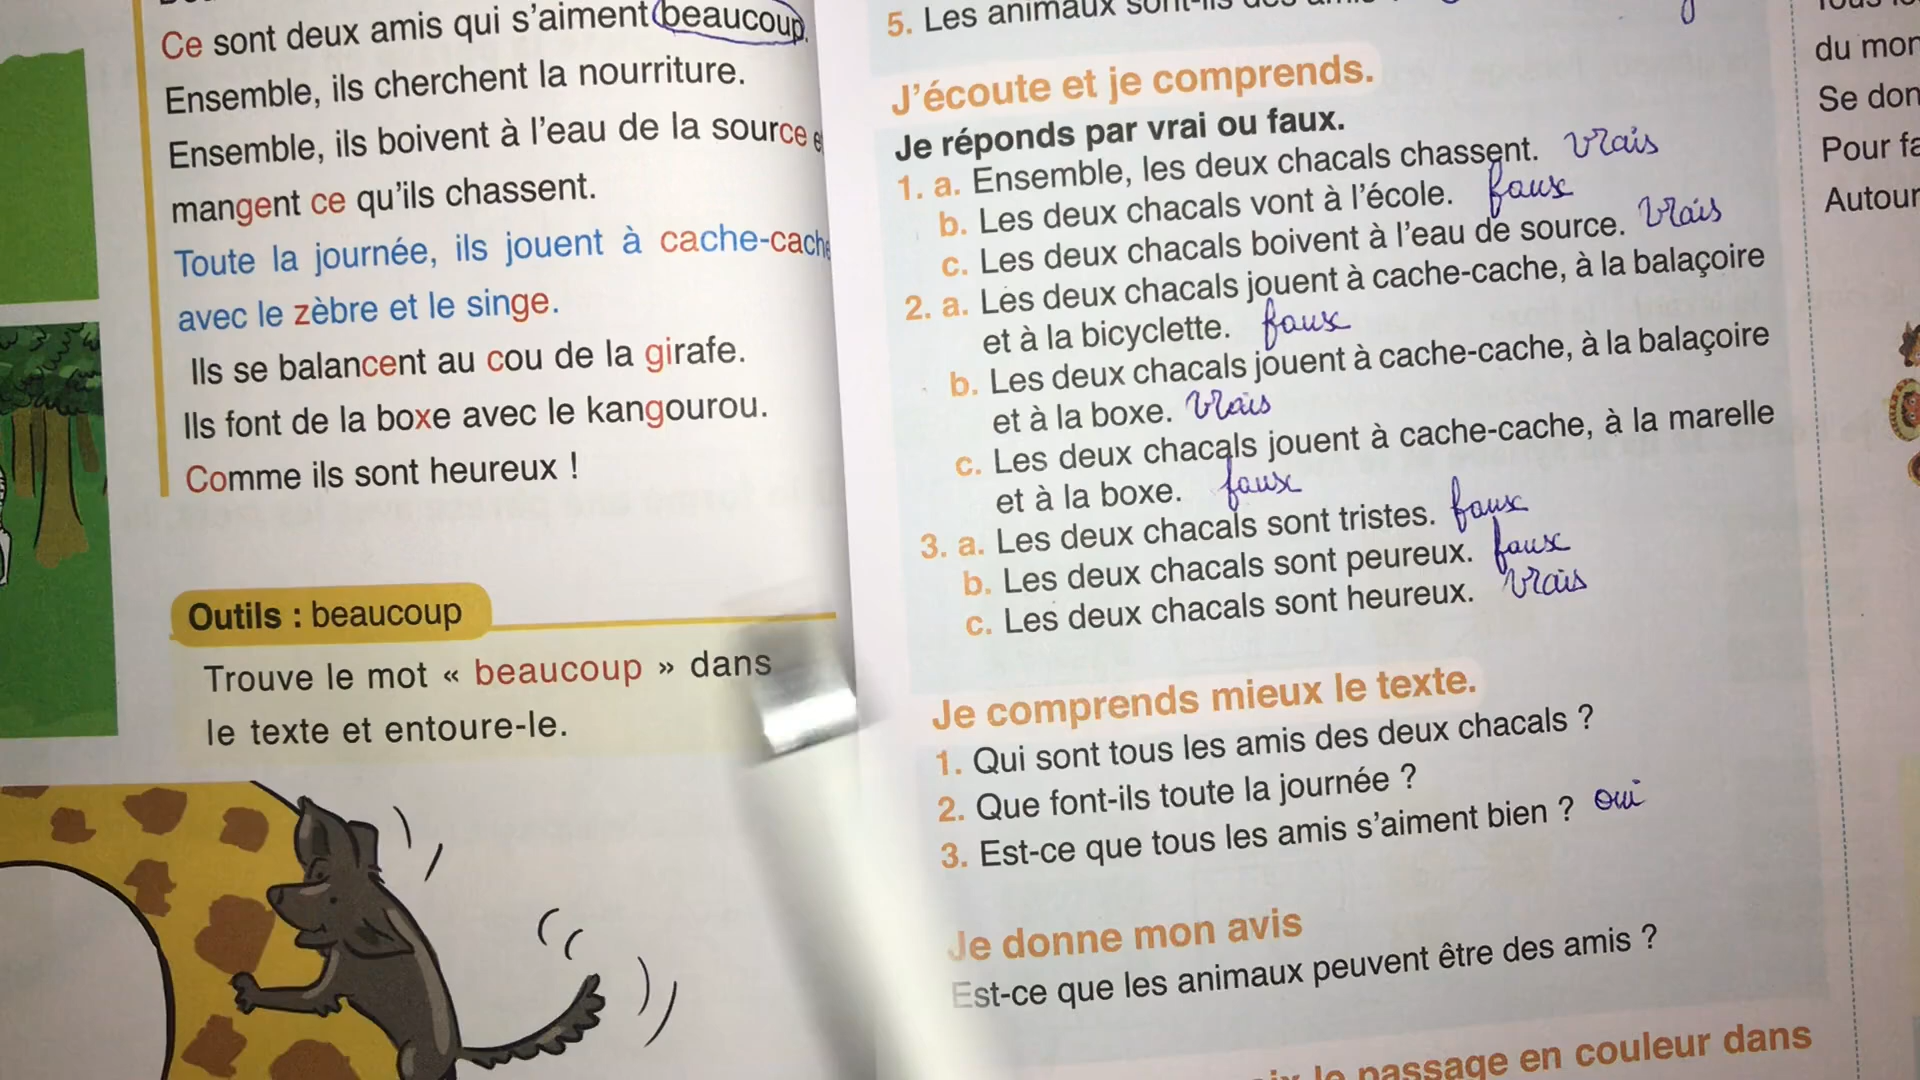 Ce sont deux amis qui s'aiment beaucoup.
Ensemble, ils cherchent la nourriture.
Ensemble, ils boivent à l'eau de la source
mangent ce qu'ils chassent.
Toute la journée, ils jouent à cache-cache
avec le zèbre et le singe.
Ils se balancent au cou de la girafe.
Ils font de la boxe avec le kangourou.
Comme ils sont heureux !
Outils : beaucoup
Trouve le mot « beaucoup » dans
le texte et entoure-le.
5. Les animaux sont-ils des
J'écoute et je comprends.
Je réponds par vrai ou faux.
1. a. Ensemble, les deux chacals chassent. vrais
b. Les deux chacals vont à l'école. faux
c. Les deux chacals boivent à l'eau de source. vrais
2. a. Les deux chacals jouent à cache-cache, à la balaçoire
et à la bicyclette. faux
b. Les deux chacals jouent à cache-cache, à la balaçoire
et à la boxe. vrais
c. Les deux chacals jouent à cache-cache, à la marelle
et à la boxe. faux
3. a. Les deux chacals sont tristes. faux
b. Les deux chacals sont peureux. faux
c. Les deux chacals sont heureux. vrais
Je comprends mieux le texte.
1. Qui sont tous les amis des deux chacals ?
2. Que font-ils toute la journée ?
3. Est-ce que tous les amis s'aiment bien ? oui
Je donne mon avis
Est-ce que les animaux peuvent être des amis ?
le passage en couleur dans
du
Se
Pour
Autour